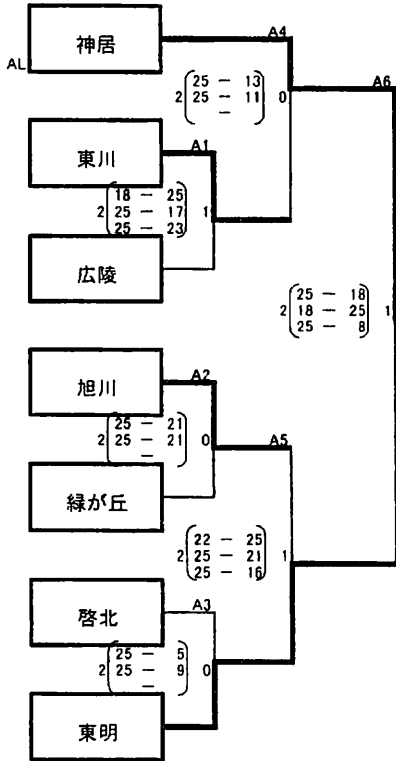 神居
AL
A4
A6
2 25 － 13 0
25 － 11
－
東川
A1
18 － 25
2 25 － 17 1
25 － 23
広陵
25 － 18
2 18 － 25 1
25 － 8
旭川
A2
25 － 21
2 25 － 21 0
－
A5
緑が丘
22 － 25
2 25 － 21 1
25 － 16
啓北
A3
25 － 5
2 25 － 9 0
－
東明